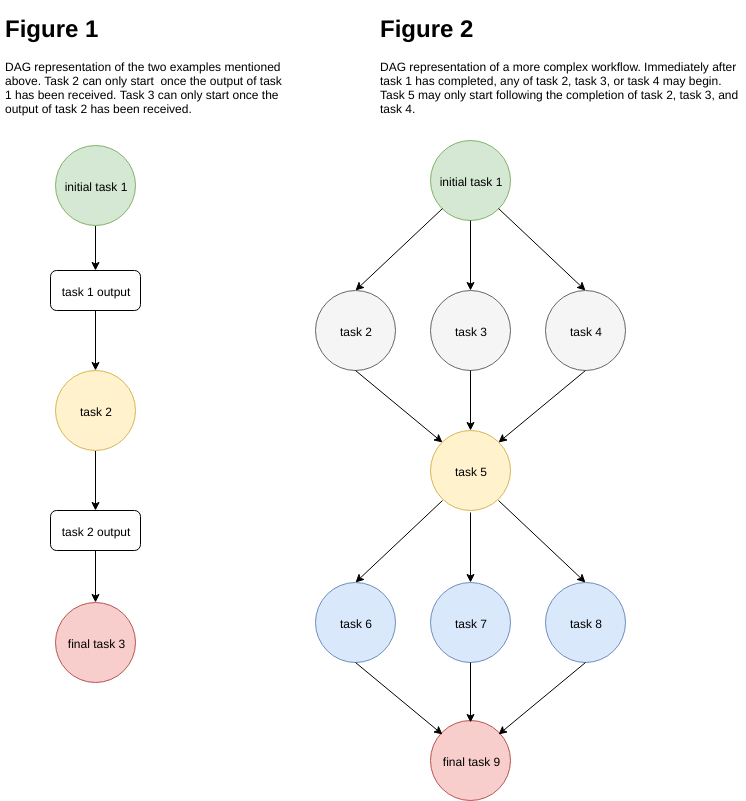 Figure 1
DAG representation of the two examples mentioned
above. Task 2 can only start  once the output of task
1 has been received. Task 3 can only start once the
output of task 2 has been received.
initial task 1
task 1 output
task 2
task 2 output
final task 3
Figure 2
DAG representation of a more complex workflow. Immediately after
task 1 has completed, any of task 2, task 3, or task 4 may begin.
Task 5 may only start following the completion of task 2, task 3, and
task 4.
initial task 1
task 2
task 3
task 4
task 5
task 6
task 7
task 8
final task 9